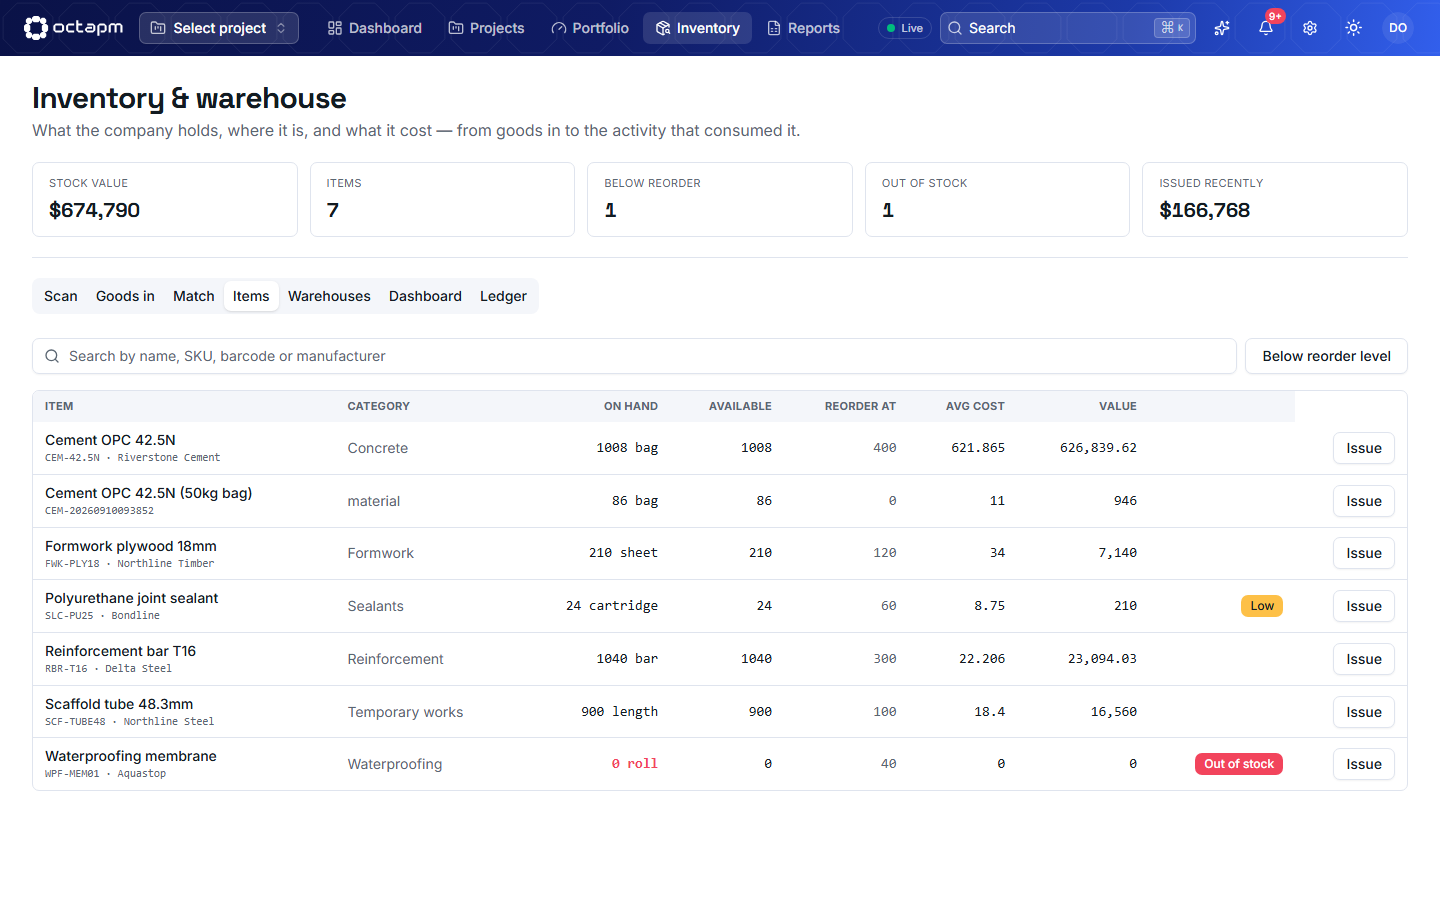 octapm Select project Dashboard Projects Portfolio Inventory Reports Live Search ⌘ K 9+ DO
Inventory & warehouse
What the company holds, where it is, and what it cost — from goods in to the activity that consumed it.
STOCK VALUE ITEMS BELOW REORDER OUT OF STOCK ISSUED RECENTLY
$674,790 7 1 1 $166,768
Scan Goods in Match Items Warehouses Dashboard Ledger
Search by name, SKU, barcode or manufacturer Below reorder level
ITEM CATEGORY ON HAND AVAILABLE REORDER AT AVG COST VALUE
Cement OPC 42.5N Concrete 1008 bag 1008 400 621.865 626,839.62 Issue
CEM-42.5N · Riverstone Cement
Cement OPC 42.5N (50kg bag) material 86 bag 86 0 11 946 Issue
CEM-20260910093852
Formwork plywood 18mm Formwork 210 sheet 210 120 34 7,140 Issue
FWK-PLY18 · Northline Timber
Polyurethane joint sealant Sealants 24 cartridge 24 60 8.75 210 Low Issue
SLC-PU25 · Bondline
Reinforcement bar T16 Reinforcement 1040 bar 1040 300 22.206 23,094.03 Issue
RBR-T16 · Delta Steel
Scaffold tube 48.3mm Temporary works 900 length 900 100 18.4 16,560 Issue
SCF-TUBE48 · Northline Steel
Waterproofing membrane Waterproofing 0 roll 0 40 0 0 Out of stock Issue
WPF-MEM01 · Aquastop